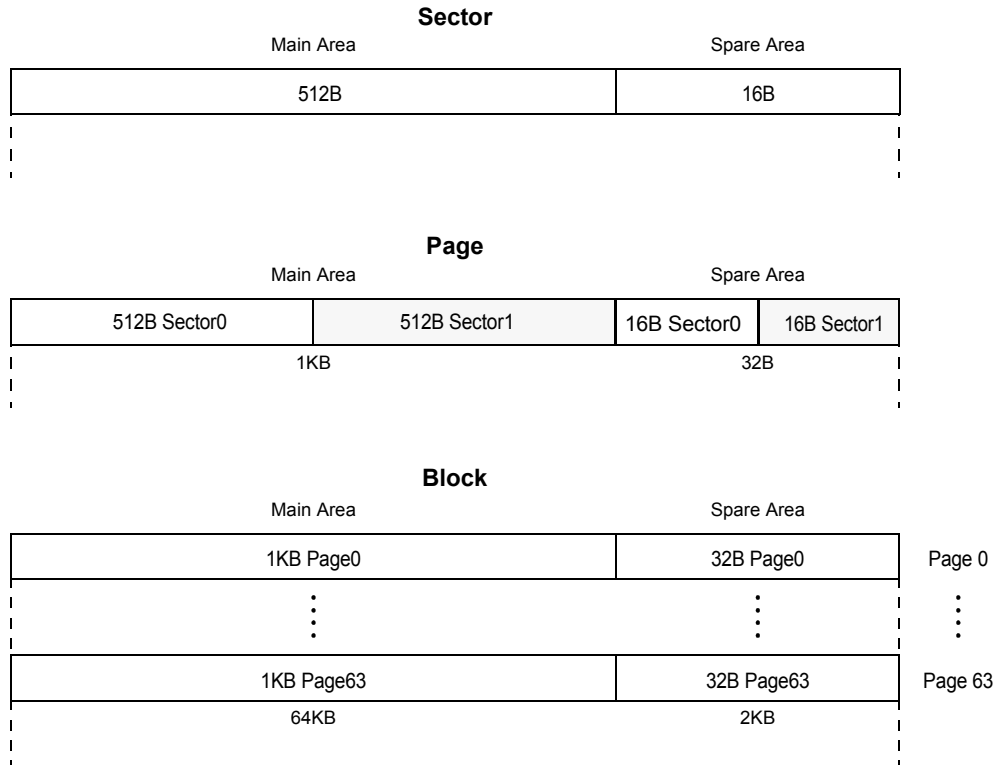 Sector
Main Area Spare Area
512B 16B
Page
Main Area Spare Area
512B Sector0 512B Sector1 16B Sector0 16B Sector1
1KB 32B
Block
Main Area Spare Area
1KB Page0 32B Page0 Page 0
1KB Page63 32B Page63 Page 63
64KB 2KB